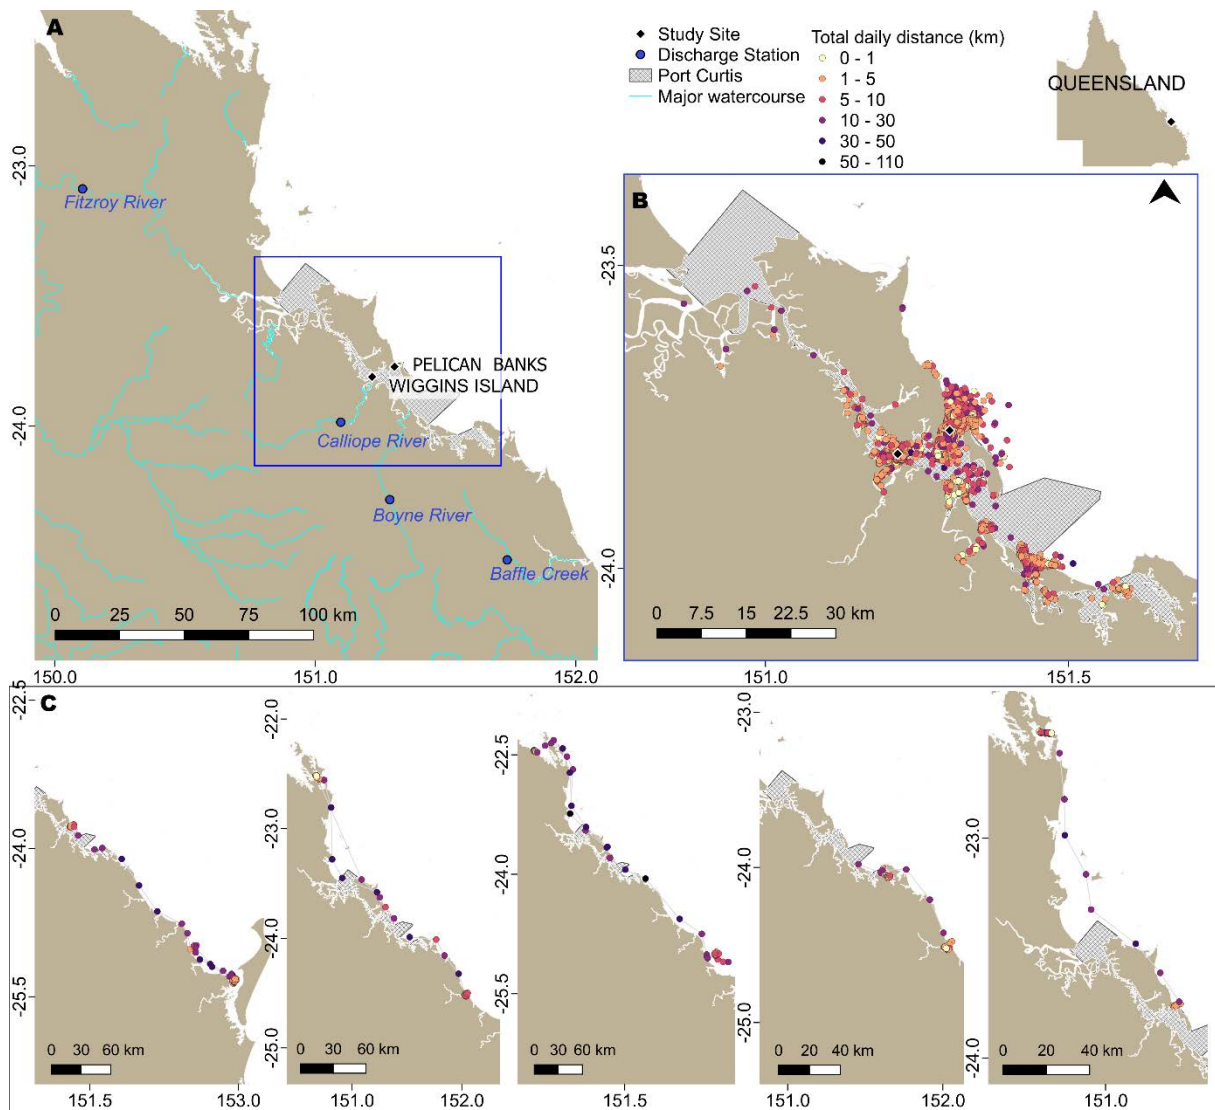 A
Study Site
Discharge Station
Port Curtis
Major watercourse
Total daily distance (km)
0 - 1
1 - 5
5 - 10
10 - 30
30 - 50
50 - 110
QUEENSLAND
-23.0
-24.0
Fitzroy River
PELICAN BANKS
WIGGINS ISLAND
Calliope River
Boyne River
Baffle Creek
0 25 50 75 100 km
150.0 151.0 152.0
B
-23.5
-24.0
0 7.5 15 22.5 30 km
151.0 151.5
C
-22.5
-24.0
-25.5
0 30 60 km
151.5 153.0
-22.0
-23.0
-24.0
-25.0
0 30 60 km
151.0 152.0
-22.5
-24.0
-25.5
0 30 60 km
151.5
-23.0
-24.0
-25.0
0 20 40 km
151.0 152.0
-23.0
-24.0
0 20 40 km
151.0